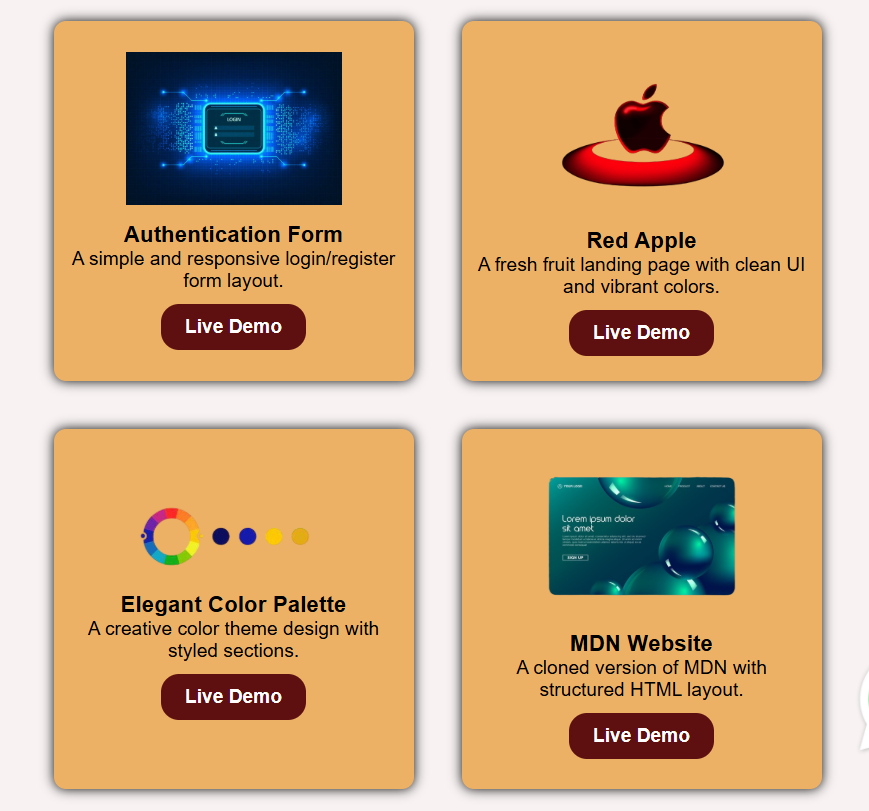 LOGIN
Authentication Form
A simple and responsive login/register
form layout.
Live Demo
Red Apple
A fresh fruit landing page with clean UI
and vibrant colors.
Live Demo
Elegant Color Palette
A creative color theme design with
styled sections.
Live Demo
Lorem ipsum dolor
sit amet
SIGN UP
MDN Website
A cloned version of MDN with
structured HTML layout.
Live Demo